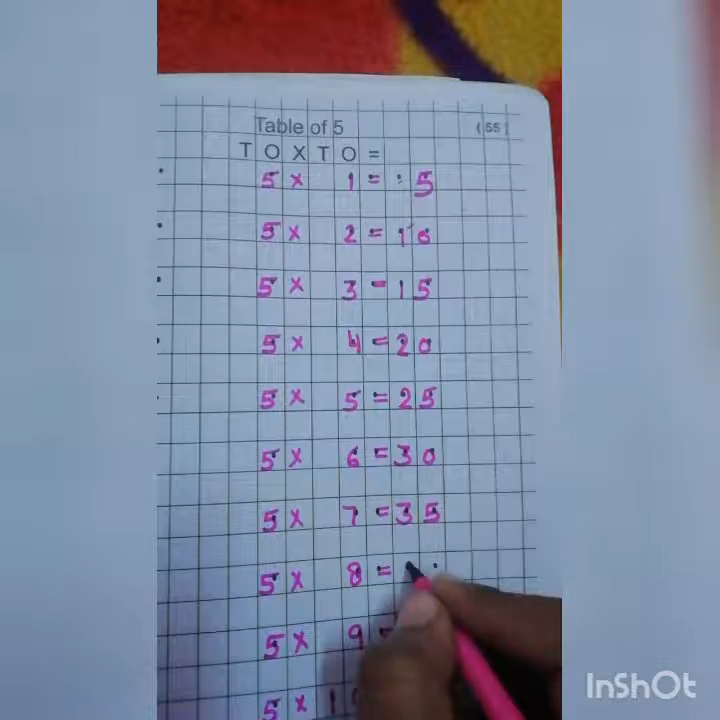 Table of 5 (55)
T O X T O =
5 × 1 = 5
5 × 2 = 10
5 × 3 = 15
5 × 4 = 20
5 × 5 = 25
5 × 6 = 30
5 × 7 = 35
5 × 8 =
5 × 9 =
5 × 1
InShOt